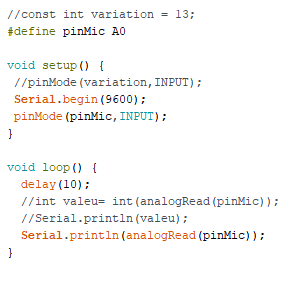 //const int variation = 13;
#define pinMic A0

void setup() {
 //pinMode(variation,INPUT);
 Serial.begin(9600);
 pinMode(pinMic,INPUT);
}

void loop() {
  delay(10);
  //int valeu= int(analogRead(pinMic));
  //Serial.println(valeu);
  Serial.println(analogRead(pinMic));
}